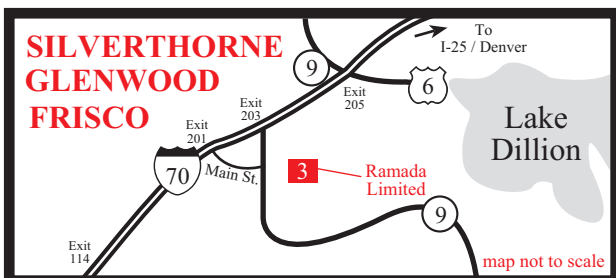 SILVERTHORNE
GLENWOOD
FRISCO
To
I-25 / Denver
9
6
Exit
205
Exit
203
Exit
201
Lake
Dillion
70
Main St.
3
Ramada
Limited
9
Exit
114
map not to scale